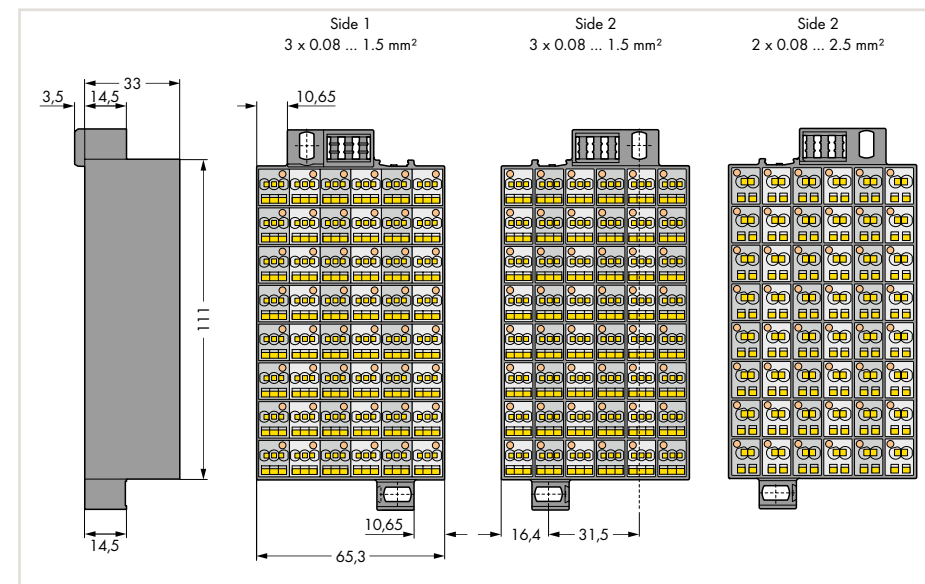 Side 1
3 x 0.08 ... 1.5 mm²
Side 2
3 x 0.08 ... 1.5 mm²
Side 2
2 x 0.08 ... 2.5 mm²
33
3,5
14,5
10,65
111
14,5
10,65
65,3
16,4
31,5